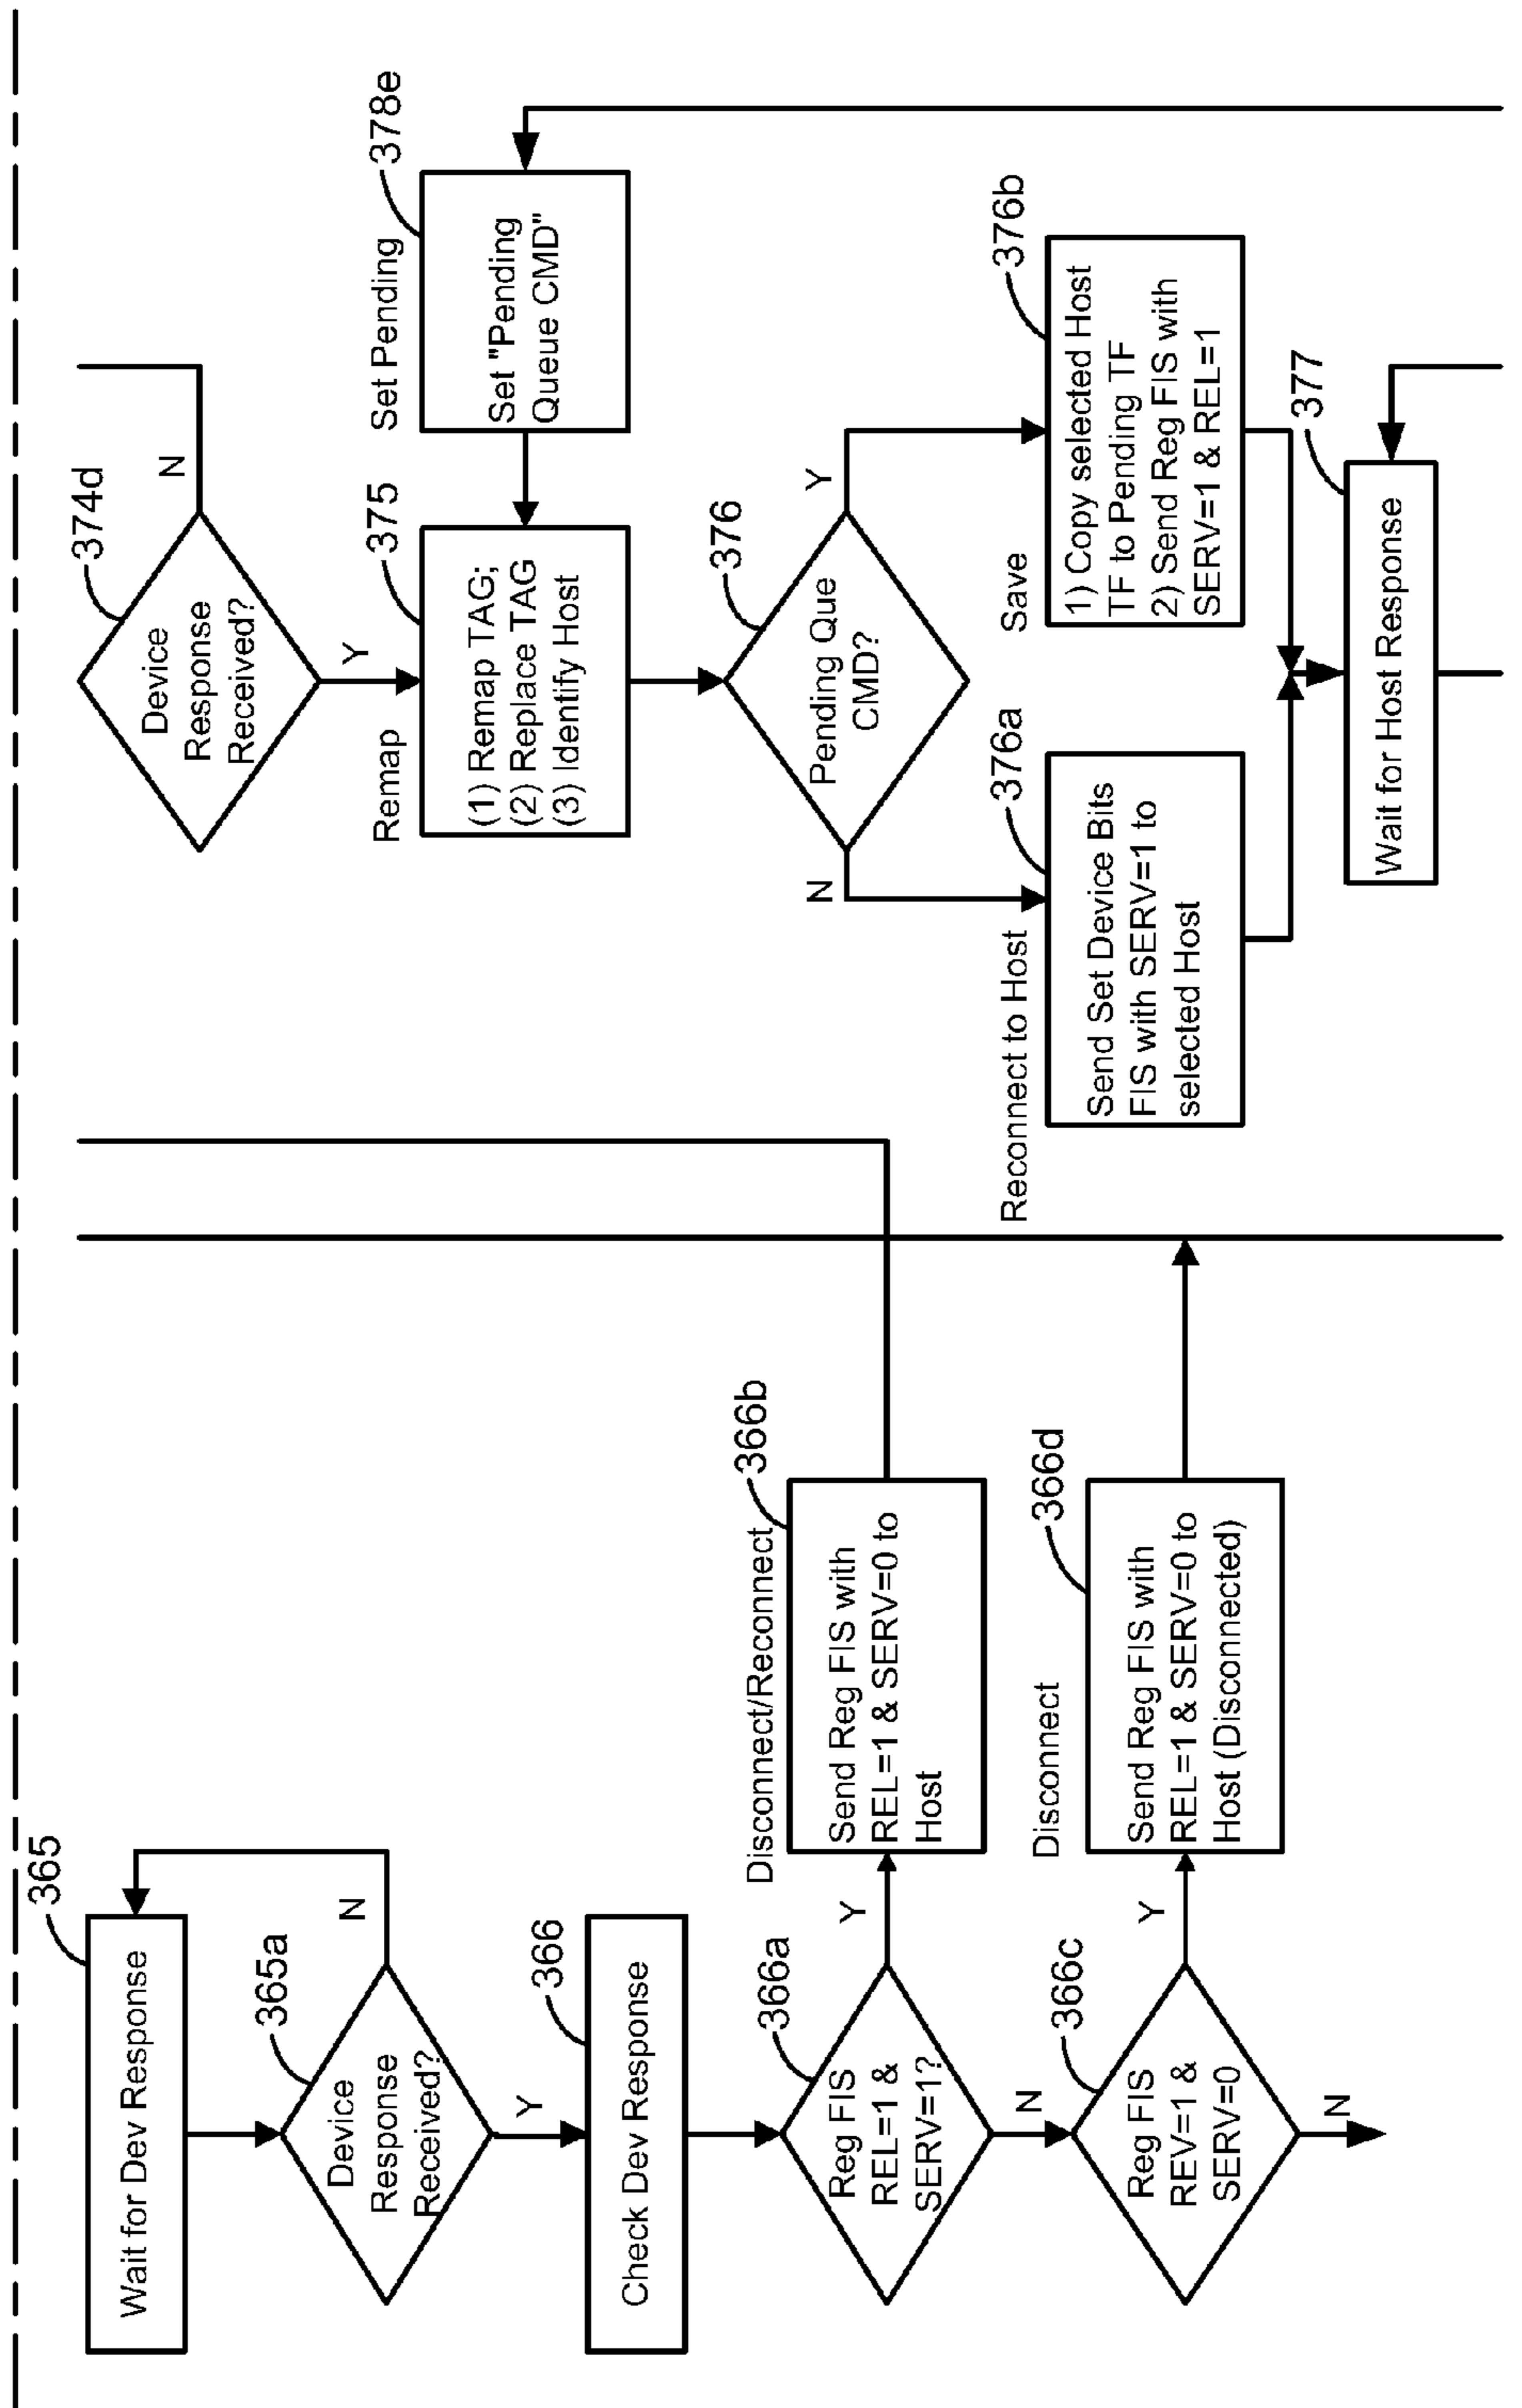 365
Wait for Dev Response
365a
Device
Response
Received?
N
Y
366
Check Dev Response
366a
Reg FIS
REL=1 &
SERV=1?
Y
N
Disconnect/Reconnect
366b
Send Reg FIS with
REL=1 & SERV=0 to
Host
366c
Reg FIS
REV=1 &
SERV=0
Y
N
Disconnect
366d
Send Reg FIS with
REL=1 & SERV=0 to
Host (Disconnected)
374d
Device
Response
Received?
N
Y
Remap
375
(1) Remap TAG;
(2) Replace TAG
(3) Identify Host
Set Pending
378e
Set "Pending
Queue CMD"
376
Pending Que
CMD?
N
Y
Reconnect to Host
376a
Send Set Device Bits
FIS with SERV=1 to
selected Host
Save
376b
1) Copy selected Host
TF to Pending TF
2) Send Reg FIS with
SERV=1 & REL=1
377
Wait for Host Response